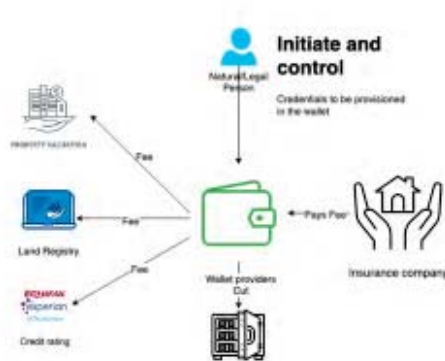 Initiate and
control
Natural/Legal
Person
Credentials to be provisioned
in the wallet
PROPERTY VALUATION
Fee
Land Registry
Fee
Pays Fee
Insurance company
Fee
Wallet providers
Cut
EQUIFAX
experian
Credit rating